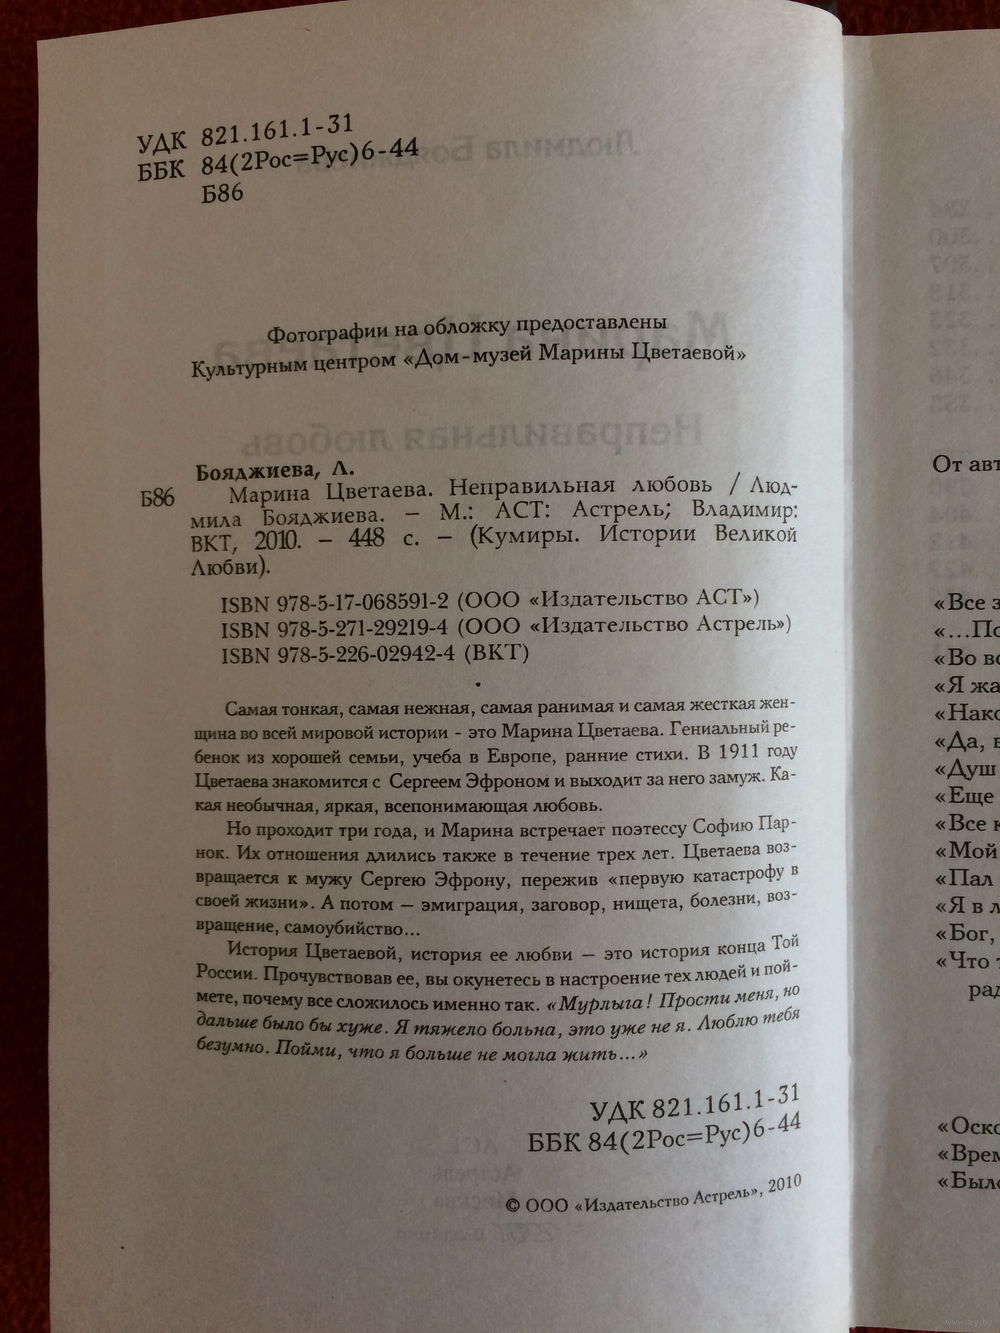 УДК 821.161.1-31
ББК 84(2Рос=Рус)6-44
Б86
Фотографии на обложку предоставлены
Культурным центром «Дом-музей Марины Цветаевой»
Бояджиева, Л.
Б86 Марина Цветаева. Неправильная любовь / Люд-
мила Бояджиева. – М.: АСТ: Астрель; Владимир:
ВКТ, 2010. – 448 с. – (Кумиры. Истории Великой
Любви).
ISBN 978-5-17-068591-2 (ООО «Издательство АСТ»)
ISBN 978-5-271-29219-4 (ООО «Издательство Астрель»)
ISBN 978-5-226-02942-4 (ВКТ)
Самая тонкая, самая нежная, самая ранимая и самая жесткая жен-
щина во всей мировой истории - это Марина Цветаева. Гениальный ре-
бенок из хорошей семьи, учеба в Европе, ранние стихи. В 1911 году
Цветаева знакомится с Сергеем Эфроном и выходит за него замуж. Ка-
кая необычная, яркая, всепонимающая любовь.
Но проходит три года, и Марина встречает поэтессу Софию Пар-
нок. Их отношения длились также в течение трех лет. Цветаева воз-
вращается к мужу Сергею Эфрону, пережив «первую катастрофу в
своей жизни». А потом – эмиграция, заговор, нищета, болезни, воз-
вращение, самоубийство...
История Цветаевой, история ее любви – это история конца Той
России. Прочувствовав ее, вы окунетесь в настроение тех людей и пой-
мете, почему все сложилось именно так. «Мурлыга! Прости меня, но
дальше было бы хуже. Я тяжело больна, это уже не я. Люблю тебя
безумно. Пойми, что я больше не могла жить...»
УДК 821.161.1-31
ББК 84(2Рос=Рус)6-44
© ООО «Издательство Астрель», 2010
От авт
«Все з
«...По
«Во вс
«Я жа
«Нако
«Да, в
«Душ
«Еще
«Все к
«Мой
«Пал
«Я в л
«Бог,
«Что т
рад
«Оско
«Врем
«Было
www.ay.by